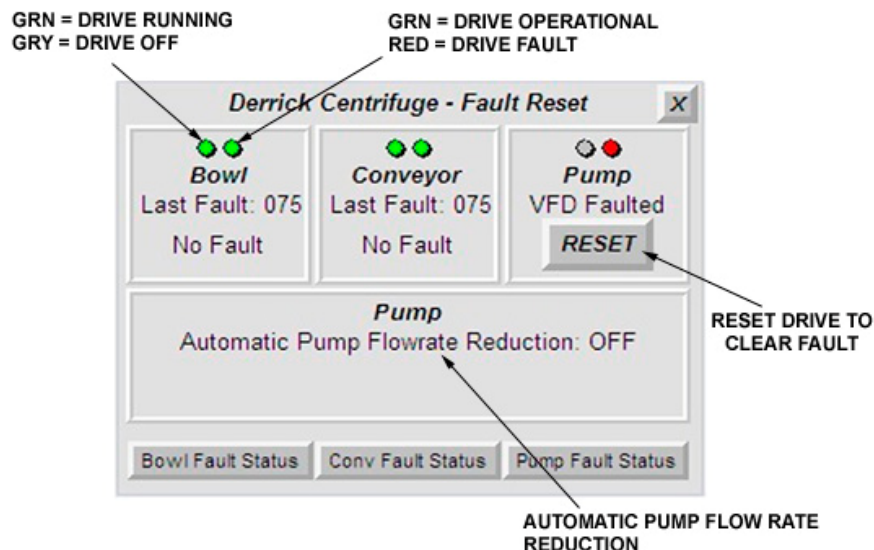 GRN = DRIVE RUNNING
GRY = DRIVE OFF
GRN = DRIVE OPERATIONAL
RED = DRIVE FAULT
Derrick Centrifuge - Fault Reset
X
Bowl
Last Fault: 075
No Fault
Conveyor
Last Fault: 075
No Fault
Pump
VFD Faulted
RESET
RESET DRIVE TO
CLEAR FAULT
Pump
Automatic Pump Flowrate Reduction: OFF
Bowl Fault Status
Conv Fault Status
Pump Fault Status
AUTOMATIC PUMP FLOW RATE
REDUCTION